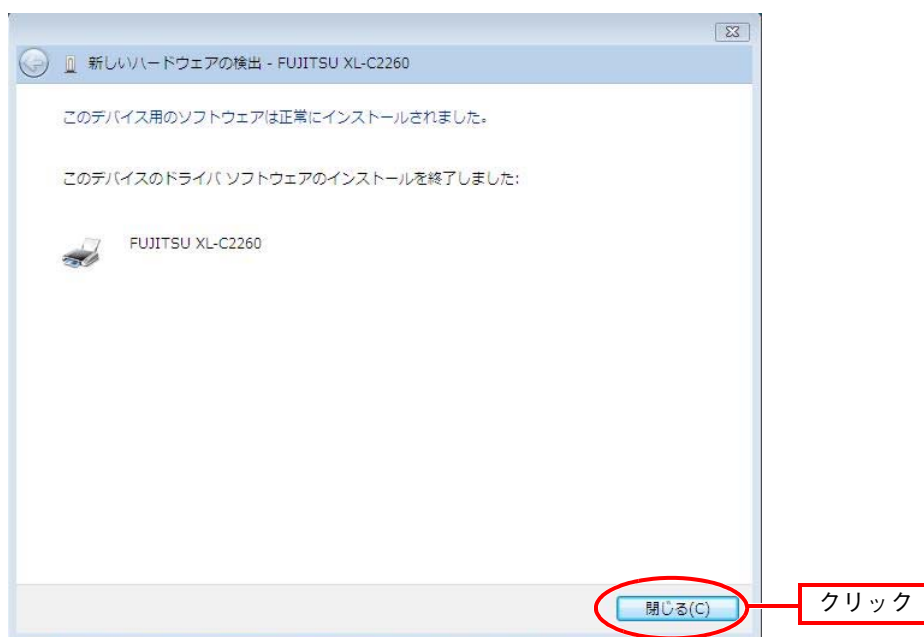 新しいハードウェアの検出 - FUJITSU XL-C2260
このデバイス用のソフトウェアは正常にインストールされました。
このデバイスのドライバ ソフトウェアのインストールを終了しました:
FUJITSU XL-C2260
閉じる(C)
クリック